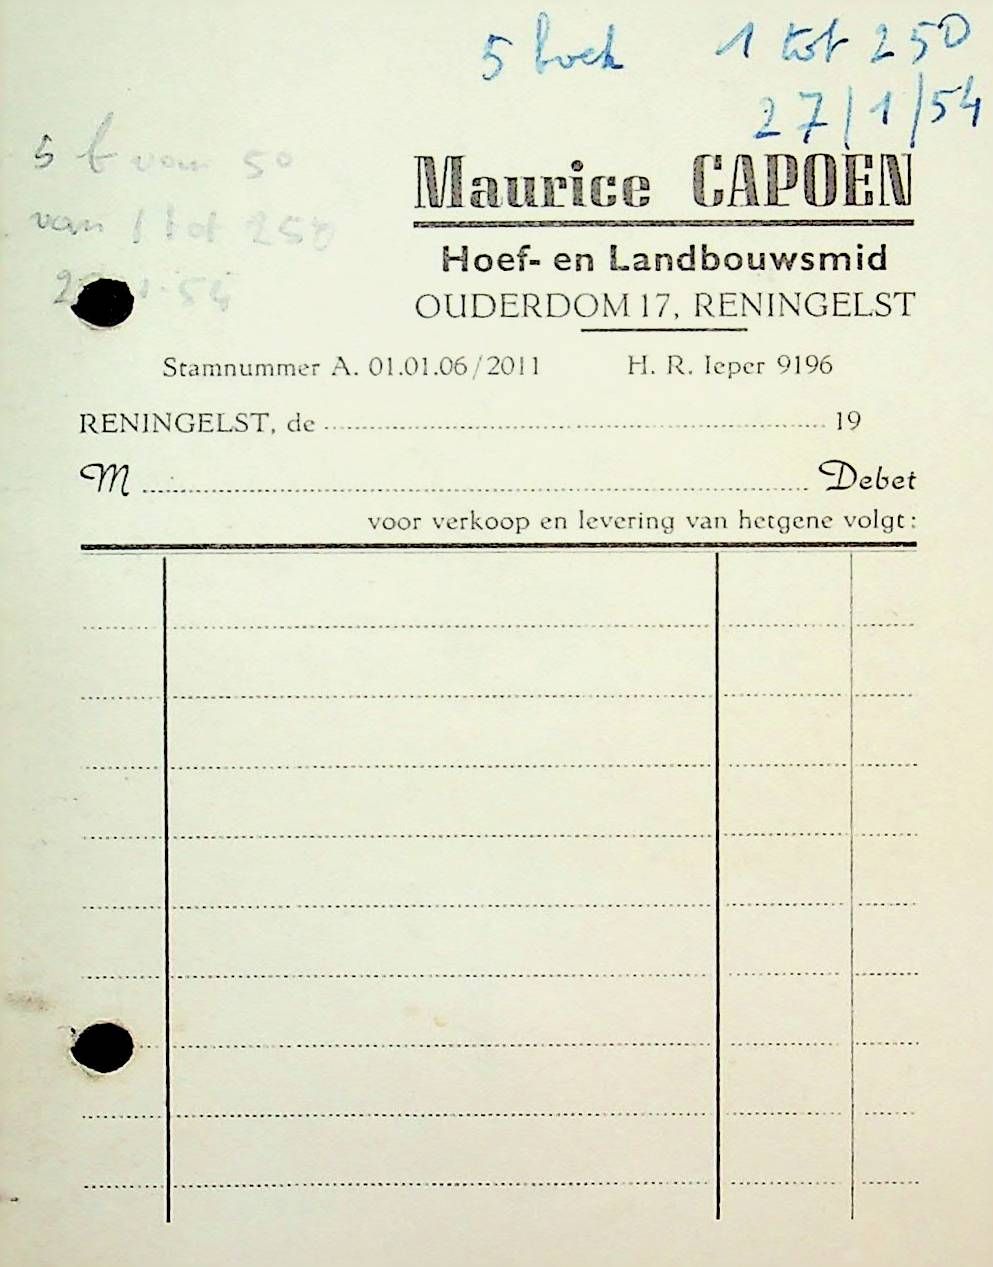 5 boek 1 tot 250
27/1/54
5 b van 50
van 1 tot 250
Maurice CAPOEN
Hoef- en Landbouwsmid
OUDERDOM 17, RENINGELST
Stamnummer A. 01.01.06/2011 H. R. Ieper 9196
RENINGELST, de 19
M Debet
voor verkoop en levering van hetgene volgt: